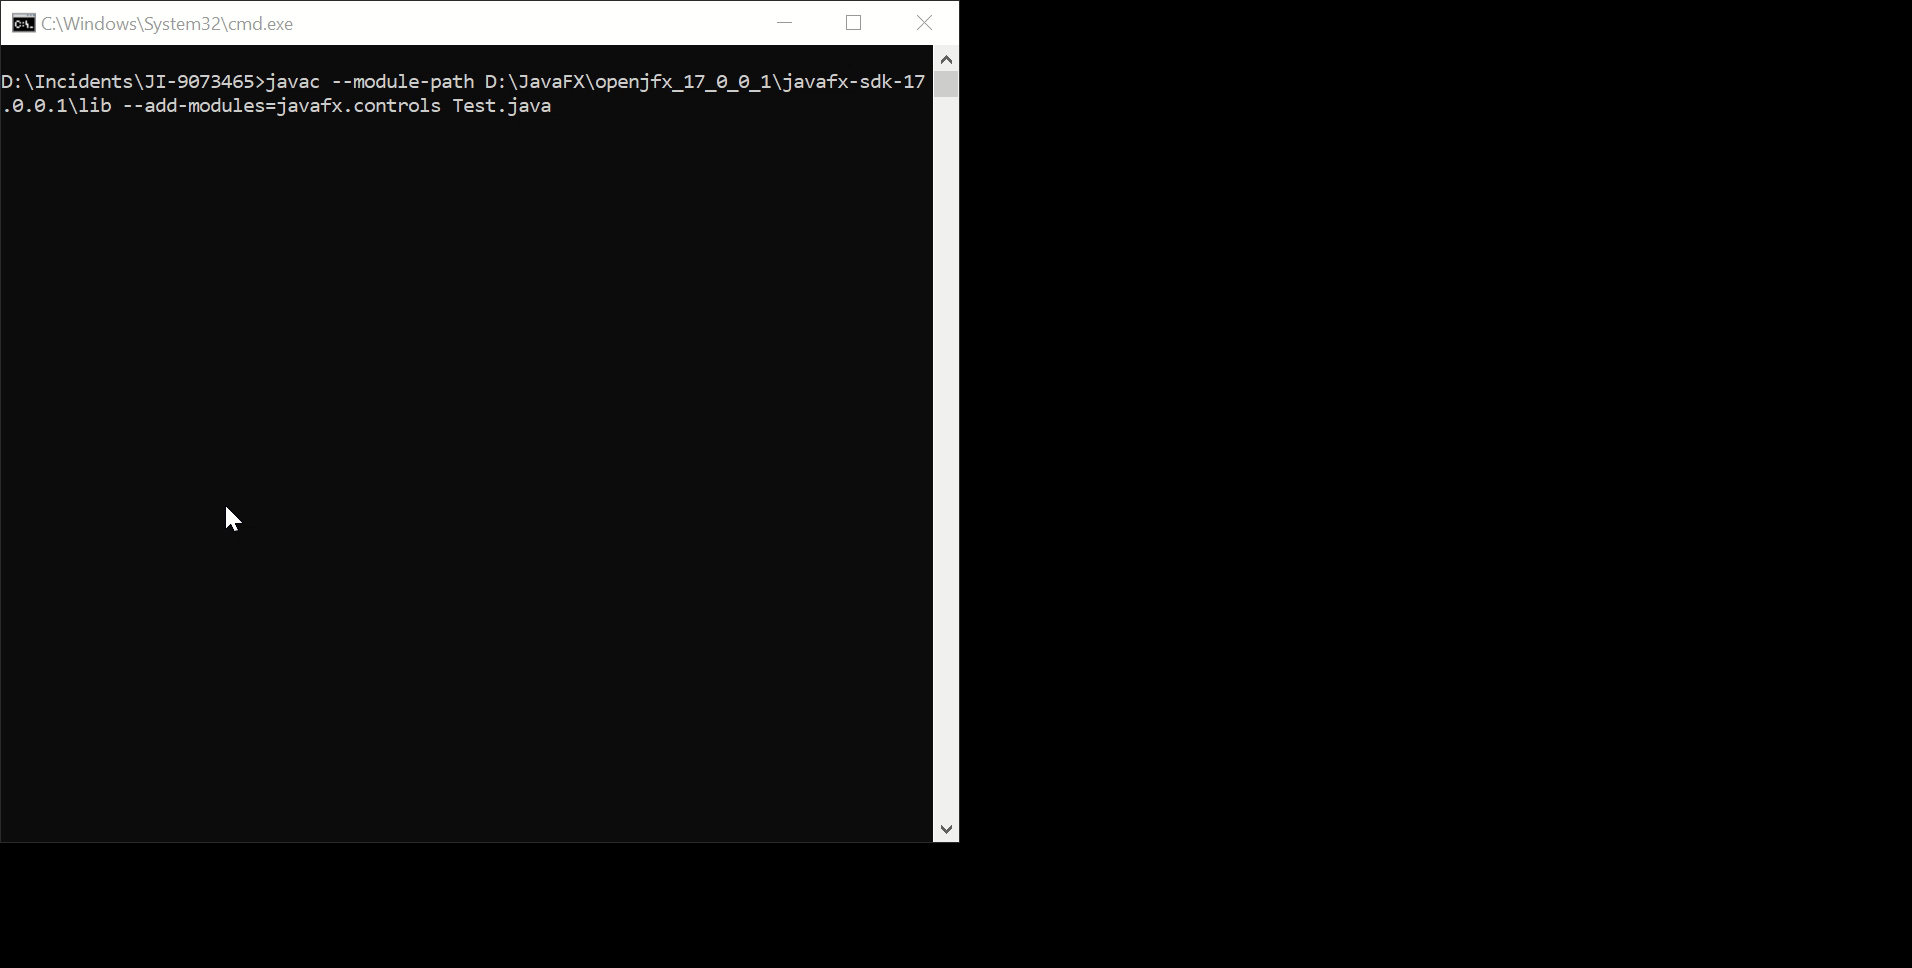 C:\Windows\System32\cmd.exe
D:\Incidents\JI-9073465>javac --module-path D:\JavaFX\openjfx_17_0_0_1\javafx-sdk-17
.0.0.1\lib --add-modules=javafx.controls Test.java